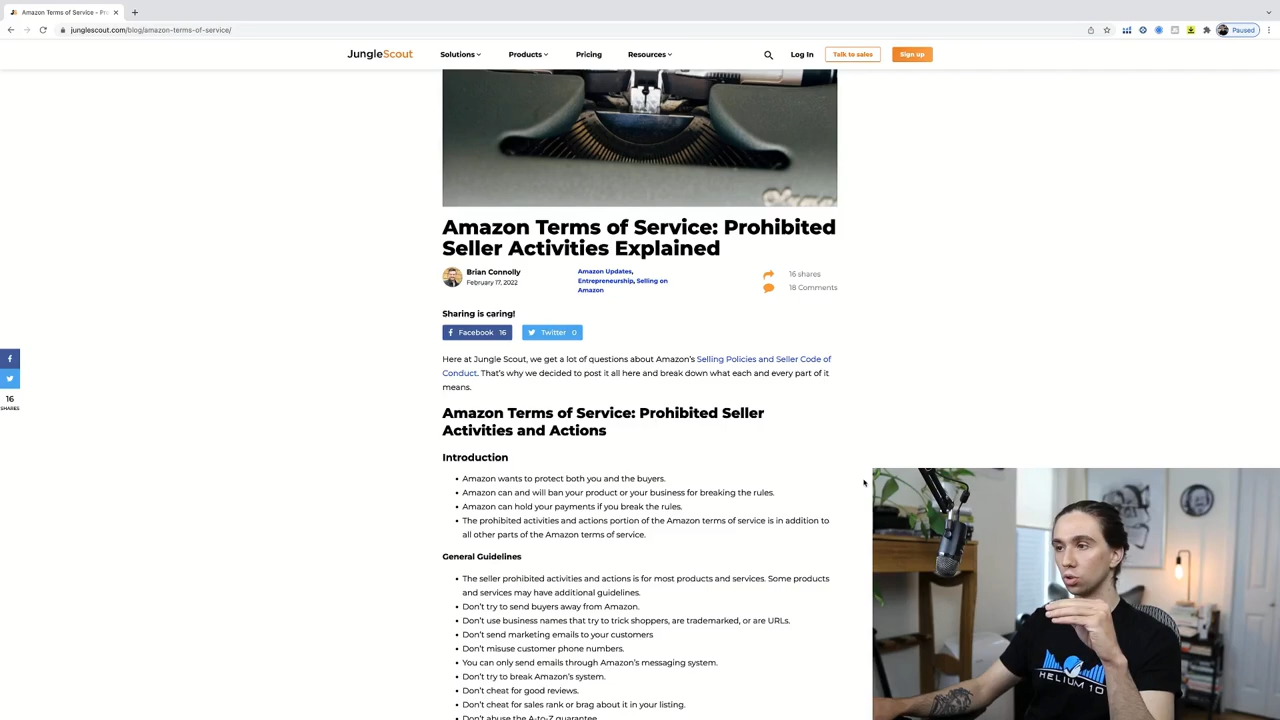 Amazon Terms of Service - Pr
junglescout.com/blog/amazon-terms-of-service/
Paused
JungleScout
Solutions
Products
Pricing
Resources
Log In
Talk to sales
Sign up
Amazon Terms of Service: Prohibited
Seller Activities Explained
Brian Connolly
February 17, 2022
Amazon Updates,
Entrepreneurship, Selling on
Amazon
16 shares
18 Comments
Sharing is caring!
Facebook 16
Twitter 0
16
SHARES
Here at Jungle Scout, we get a lot of questions about Amazon's Selling Policies and Seller Code of
Conduct. That's why we decided to post it all here and break down what each and every part of it
means.
Amazon Terms of Service: Prohibited Seller
Activities and Actions
Introduction
• Amazon wants to protect both you and the buyers.
• Amazon can and will ban your product or your business for breaking the rules.
• Amazon can hold your payments if you break the rules.
• The prohibited activities and actions portion of the Amazon terms of service is in addition to
all other parts of the Amazon terms of service.
General Guidelines
• The seller prohibited activities and actions is for most products and services. Some products
and services may have additional guidelines.
• Don't try to send buyers away from Amazon.
• Don't use business names that try to trick shoppers, are trademarked, or are URLs.
• Don't send marketing emails to your customers
• Don't misuse customer phone numbers.
• You can only send emails through Amazon's messaging system.
• Don't try to break Amazon's system.
• Don't cheat for good reviews.
• Don't cheat for sales rank or brag about it in your listing.
• Don't abuse the A-to-Z guarantee.
HELIUM 10